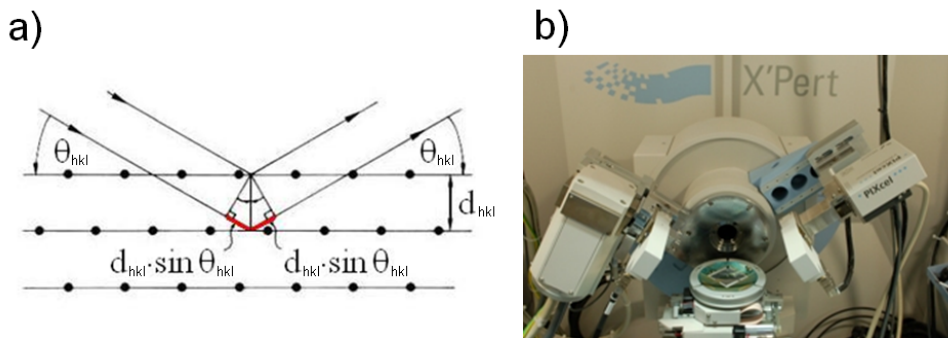 a)
b)
θhkl
θhkl
dhkl
dhkl·sin θhkl
dhkl·sin θhkl
X'Pert
PIXcel